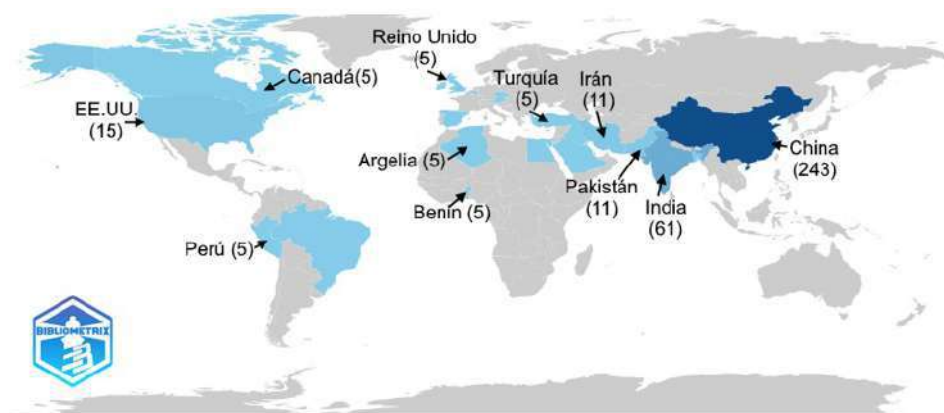 Reino Unido
(5)
Canadá(5)
Turquía
(5)
Irán
(11)
EE.UU.
(15)
China
(243)
Argelia (5)
Pakistán
(11)
India
(61)
Benín (5)
Perú (5)
BIBLIOMETRIX